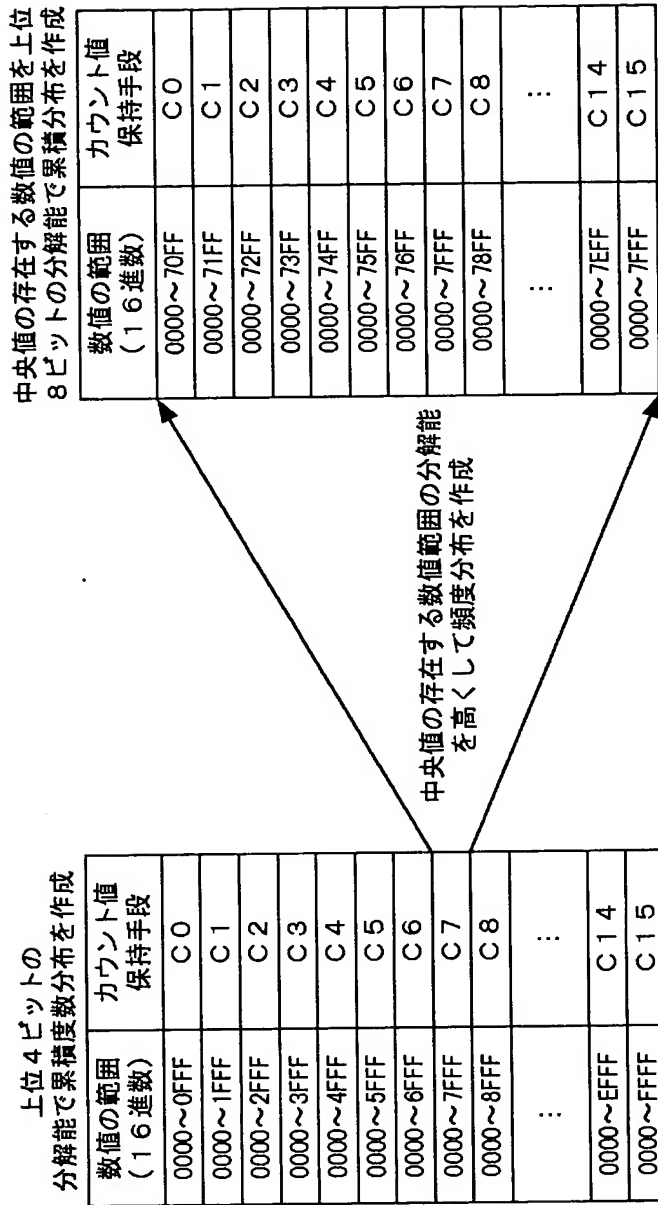 上位4ビットの
分解能で累積度数分布を作成
数値の範囲
(16進数)
カウント値
保持手段
0000~0FFF
C0
0000~1FFF
C1
0000~2FFF
C2
0000~3FFF
C3
0000~4FFF
C4
0000~5FFF
C5
0000~6FFF
C6
0000~7FFF
C7
0000~8FFF
C8
⋮
⋮
0000~EFFF
C14
0000~FFFF
C15
中央値の存在する数値範囲の分解能
を高くして頻度分布を作成
中央値の存在する数値の範囲を上位
8ビットの分解能で累積分布を作成
数値の範囲
(16進数)
カウント値
保持手段
0000~70FF
C0
0000~71FF
C1
0000~72FF
C2
0000~73FF
C3
0000~74FF
C4
0000~75FF
C5
0000~76FF
C6
0000~7FFF
C7
0000~78FF
C8
⋮
⋮
0000~7EFF
C14
0000~7FFF
C15